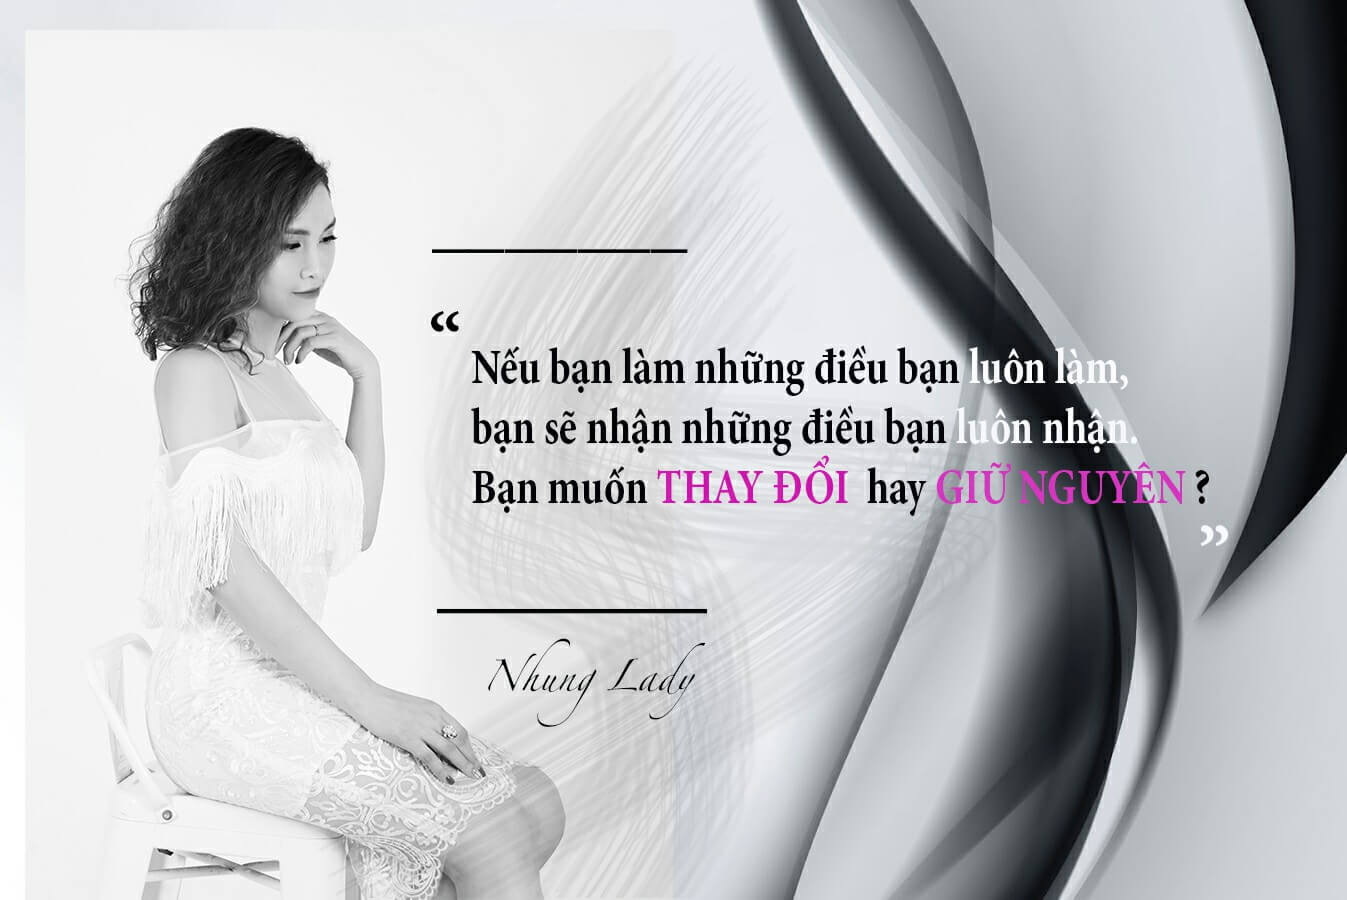 “
Nếu bạn làm những điều bạn luôn làm,
bạn sẽ nhận những điều bạn luôn nhận.
Bạn muốn THAY ĐỔI hay GIỮ NGUYÊN ?
”
Nhung Lady